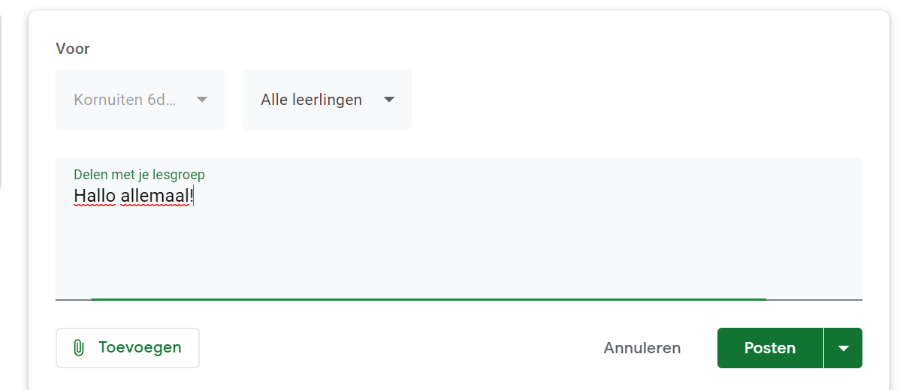 Voor
Kornuiten 6d...
Alle leerlingen
Delen met je lesgroep
Hallo allemaal!
Toevoegen
Annuleren
Posten